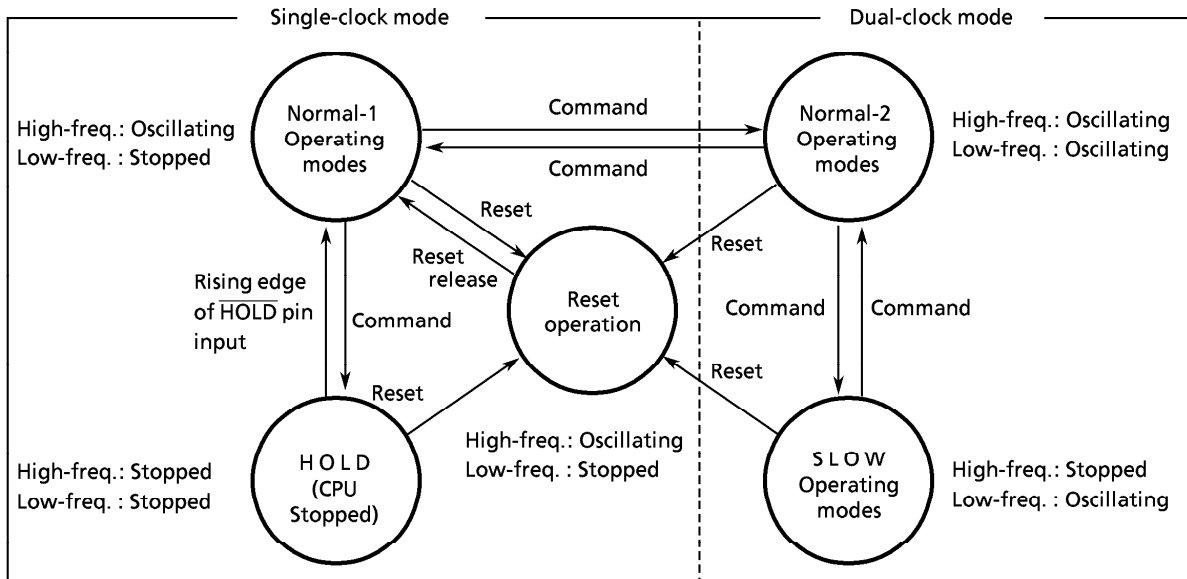 Single-clock mode
Dual-clock mode
Normal-1
Operating
modes
High-freq.: Oscillating
Low-freq. : Stopped
Command
Command
Normal-2
Operating
modes
High-freq.: Oscillating
Low-freq. : Oscillating
Reset
Reset
release
Reset
Rising edge
of HOLD pin
input
Command
Reset
operation
Command
Command
Reset
Reset
High-freq.: Oscillating
Low-freq. : Stopped
High-freq.: Stopped
Low-freq. : Stopped
H O L D
(CPU
Stopped)
S L O W
Operating
modes
High-freq.: Stopped
Low-freq. : Oscillating